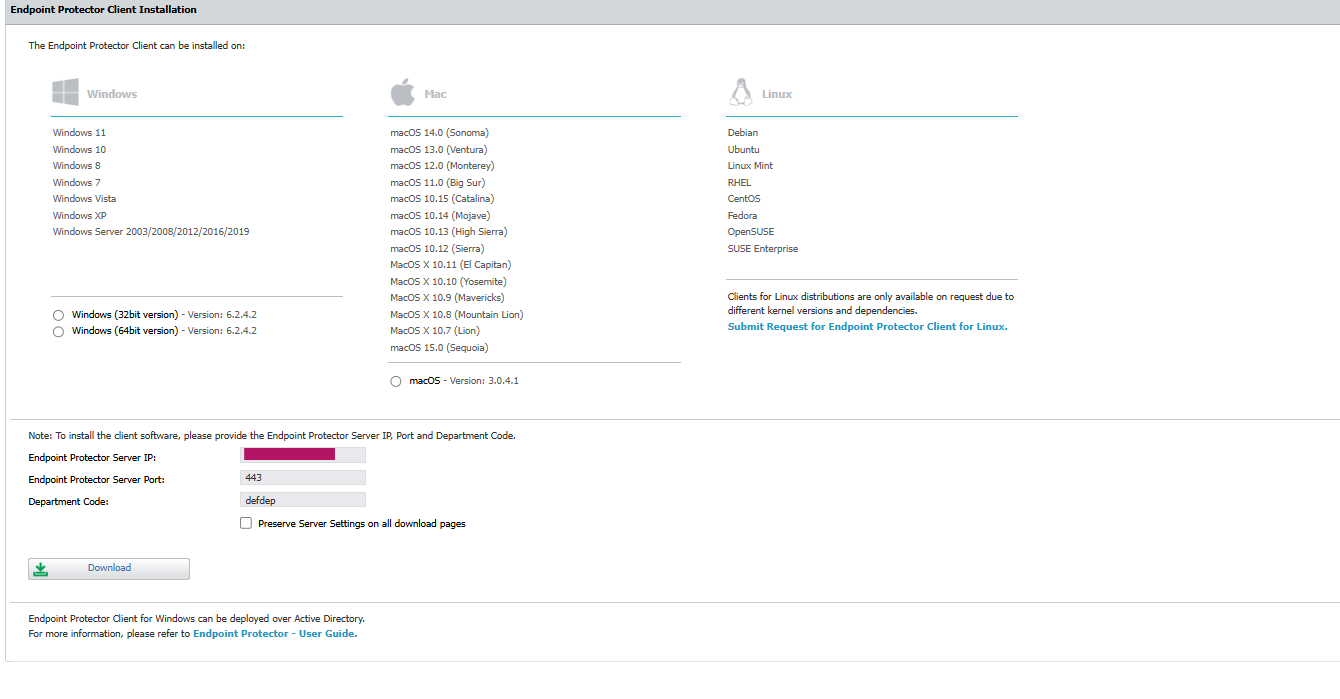 Endpoint Protector Client Installation
The Endpoint Protector Client can be installed on:
Windows
Windows 11
Windows 10
Windows 8
Windows 7
Windows Vista
Windows XP
Windows Server 2003/2008/2012/2016/2019
Windows (32bit version) - Version: 6.2.4.2
Windows (64bit version) - Version: 6.2.4.2
Mac
macOS 14.0 (Sonoma)
macOS 13.0 (Ventura)
macOS 12.0 (Monterey)
macOS 11.0 (Big Sur)
macOS 10.15 (Catalina)
macOS 10.14 (Mojave)
macOS 10.13 (High Sierra)
macOS 10.12 (Sierra)
MacOS X 10.11 (El Capitan)
MacOS X 10.10 (Yosemite)
MacOS X 10.9 (Mavericks)
MacOS X 10.8 (Mountain Lion)
MacOS X 10.7 (Lion)
macOS 15.0 (Sequoia)
macOS - Version: 3.0.4.1
Linux
Debian
Ubuntu
Linux Mint
RHEL
CentOS
Fedora
OpenSUSE
SUSE Enterprise
Clients for Linux distributions are only available on request due to
different kernel versions and dependencies.
Submit Request for Endpoint Protector Client for Linux.
Note: To install the client software, please provide the Endpoint Protector Server IP, Port and Department Code.
Endpoint Protector Server IP:
Endpoint Protector Server Port: 443
Department Code: defdep
Preserve Server Settings on all download pages
Download
Endpoint Protector Client for Windows can be deployed over Active Directory.
For more information, please refer to Endpoint Protector - User Guide.